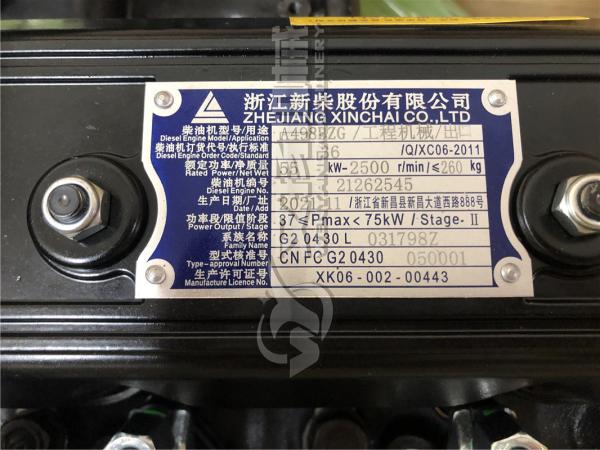 浙江新柴股份有限公司
ZHEJIANG XINCHAI CO.,LTD
柴油机型号/用途 A498BZG /工程机械/出口
Diesel Engine Model/Application
柴油机订货代号/执行标准 36 /Q/XC06-2011
Diesel Engine Order Code/Standard
额定功率/净质量 55 kW-2500 r/min/≤260 kg
Rated Power/Net Wet
柴油机编号 21262545
Diesel Engine No.
生产日期/厂址 2021 /浙江省新昌县新昌大道西路888号
Date/Add
功率段/限值阶段 37≤Pmax<75kW/Stage-Ⅱ
Power Output/Stage
系族名称 G20430L 031798Z
Family Name
型式核准号 CNFCG20430 050001
Type-approval Number
生产许可证号 XK06-002-00443
Manufacture Licence No.